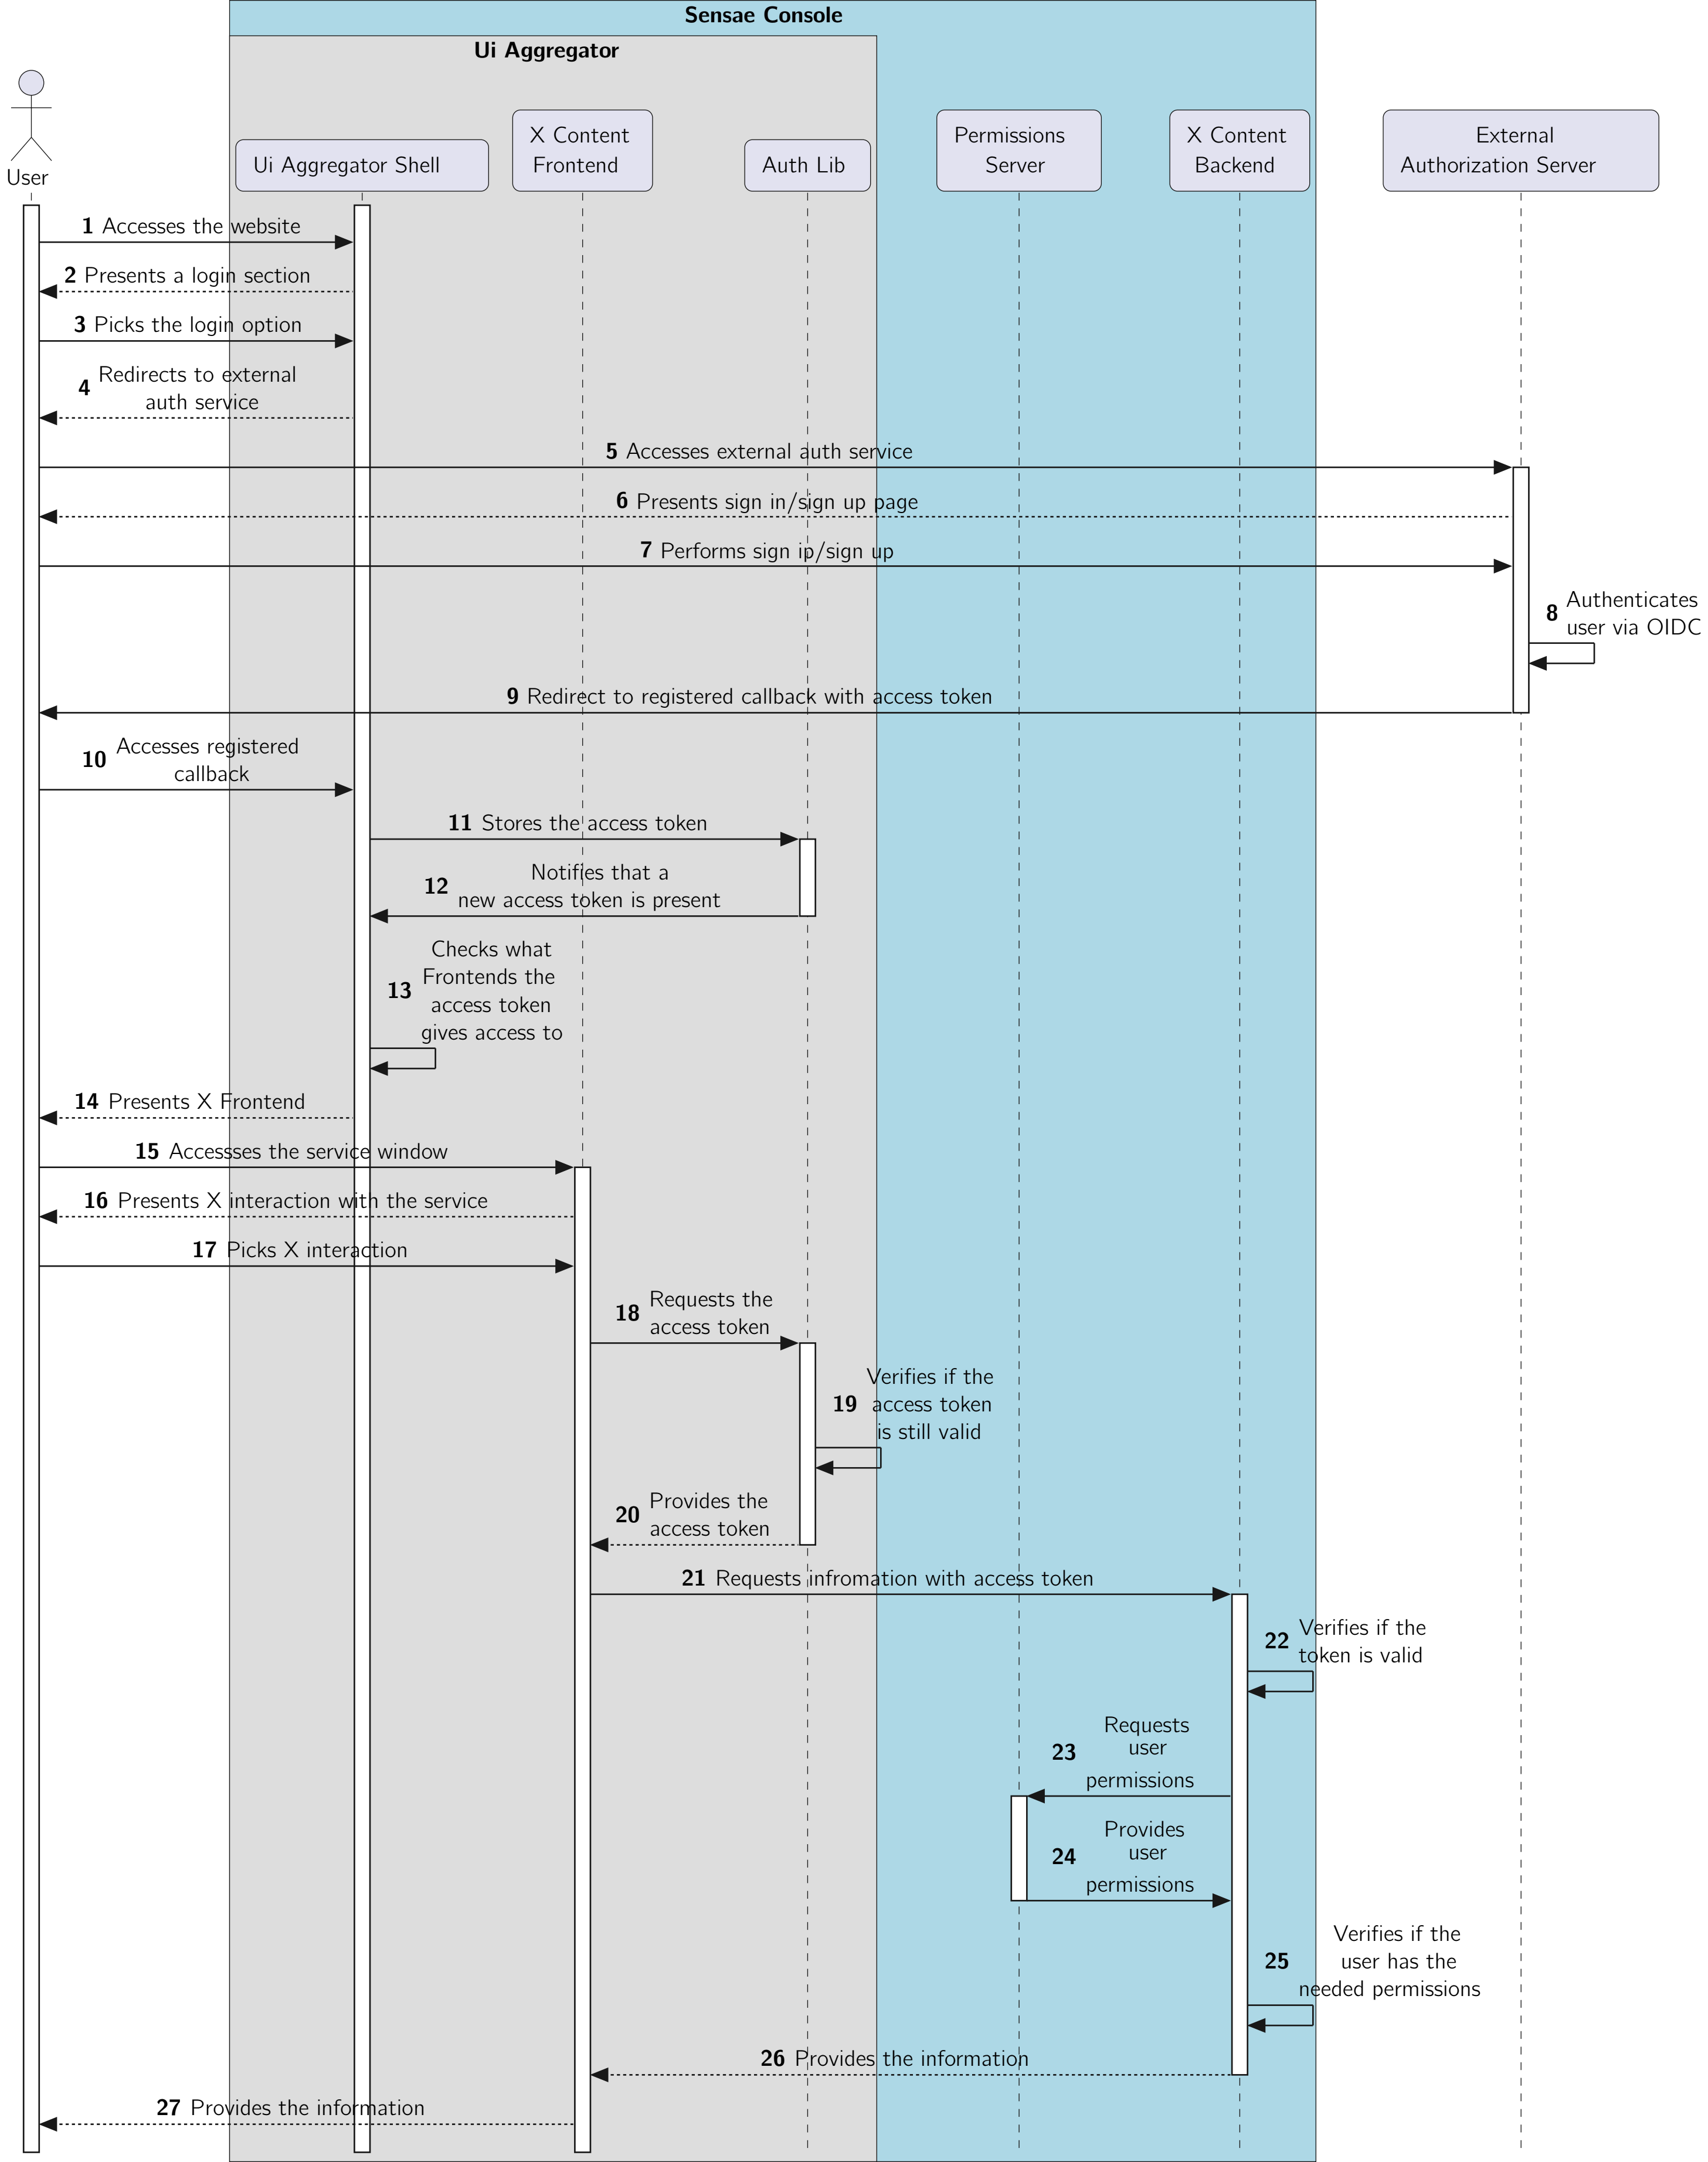 Sensae Console
Ui Aggregator
User
Ui Aggregator Shell
X Content
Frontend
Auth Lib
Permissions
Server
X Content
Backend
External
Authorization Server
1 Accesses the website
2 Presents a login section
3 Picks the login option
4 Redirects to external
auth service
5 Accesses external auth service
6 Presents sign in/sign up page
7 Performs sign ip/sign up
8 Authenticates
user via OIDC
9 Redirect to registered callback with access token
10 Accesses registered
callback
11 Stores the access token
12 Notifies that a
new access token is present
13 Checks what
Frontends the
access token
gives access to
14 Presents X Frontend
15 Accessses the service window
16 Presents X interaction with the service
17 Picks X interaction
18 Requests the
access token
19 Verifies if the
access token
is still valid
20 Provides the
access token
21 Requests infromation with access token
22 Verifies if the
token is valid
23 Requests
user
permissions
24 Provides
user
permissions
25 Verifies if the
user has the
needed permissions
26 Provides the information
27 Provides the information